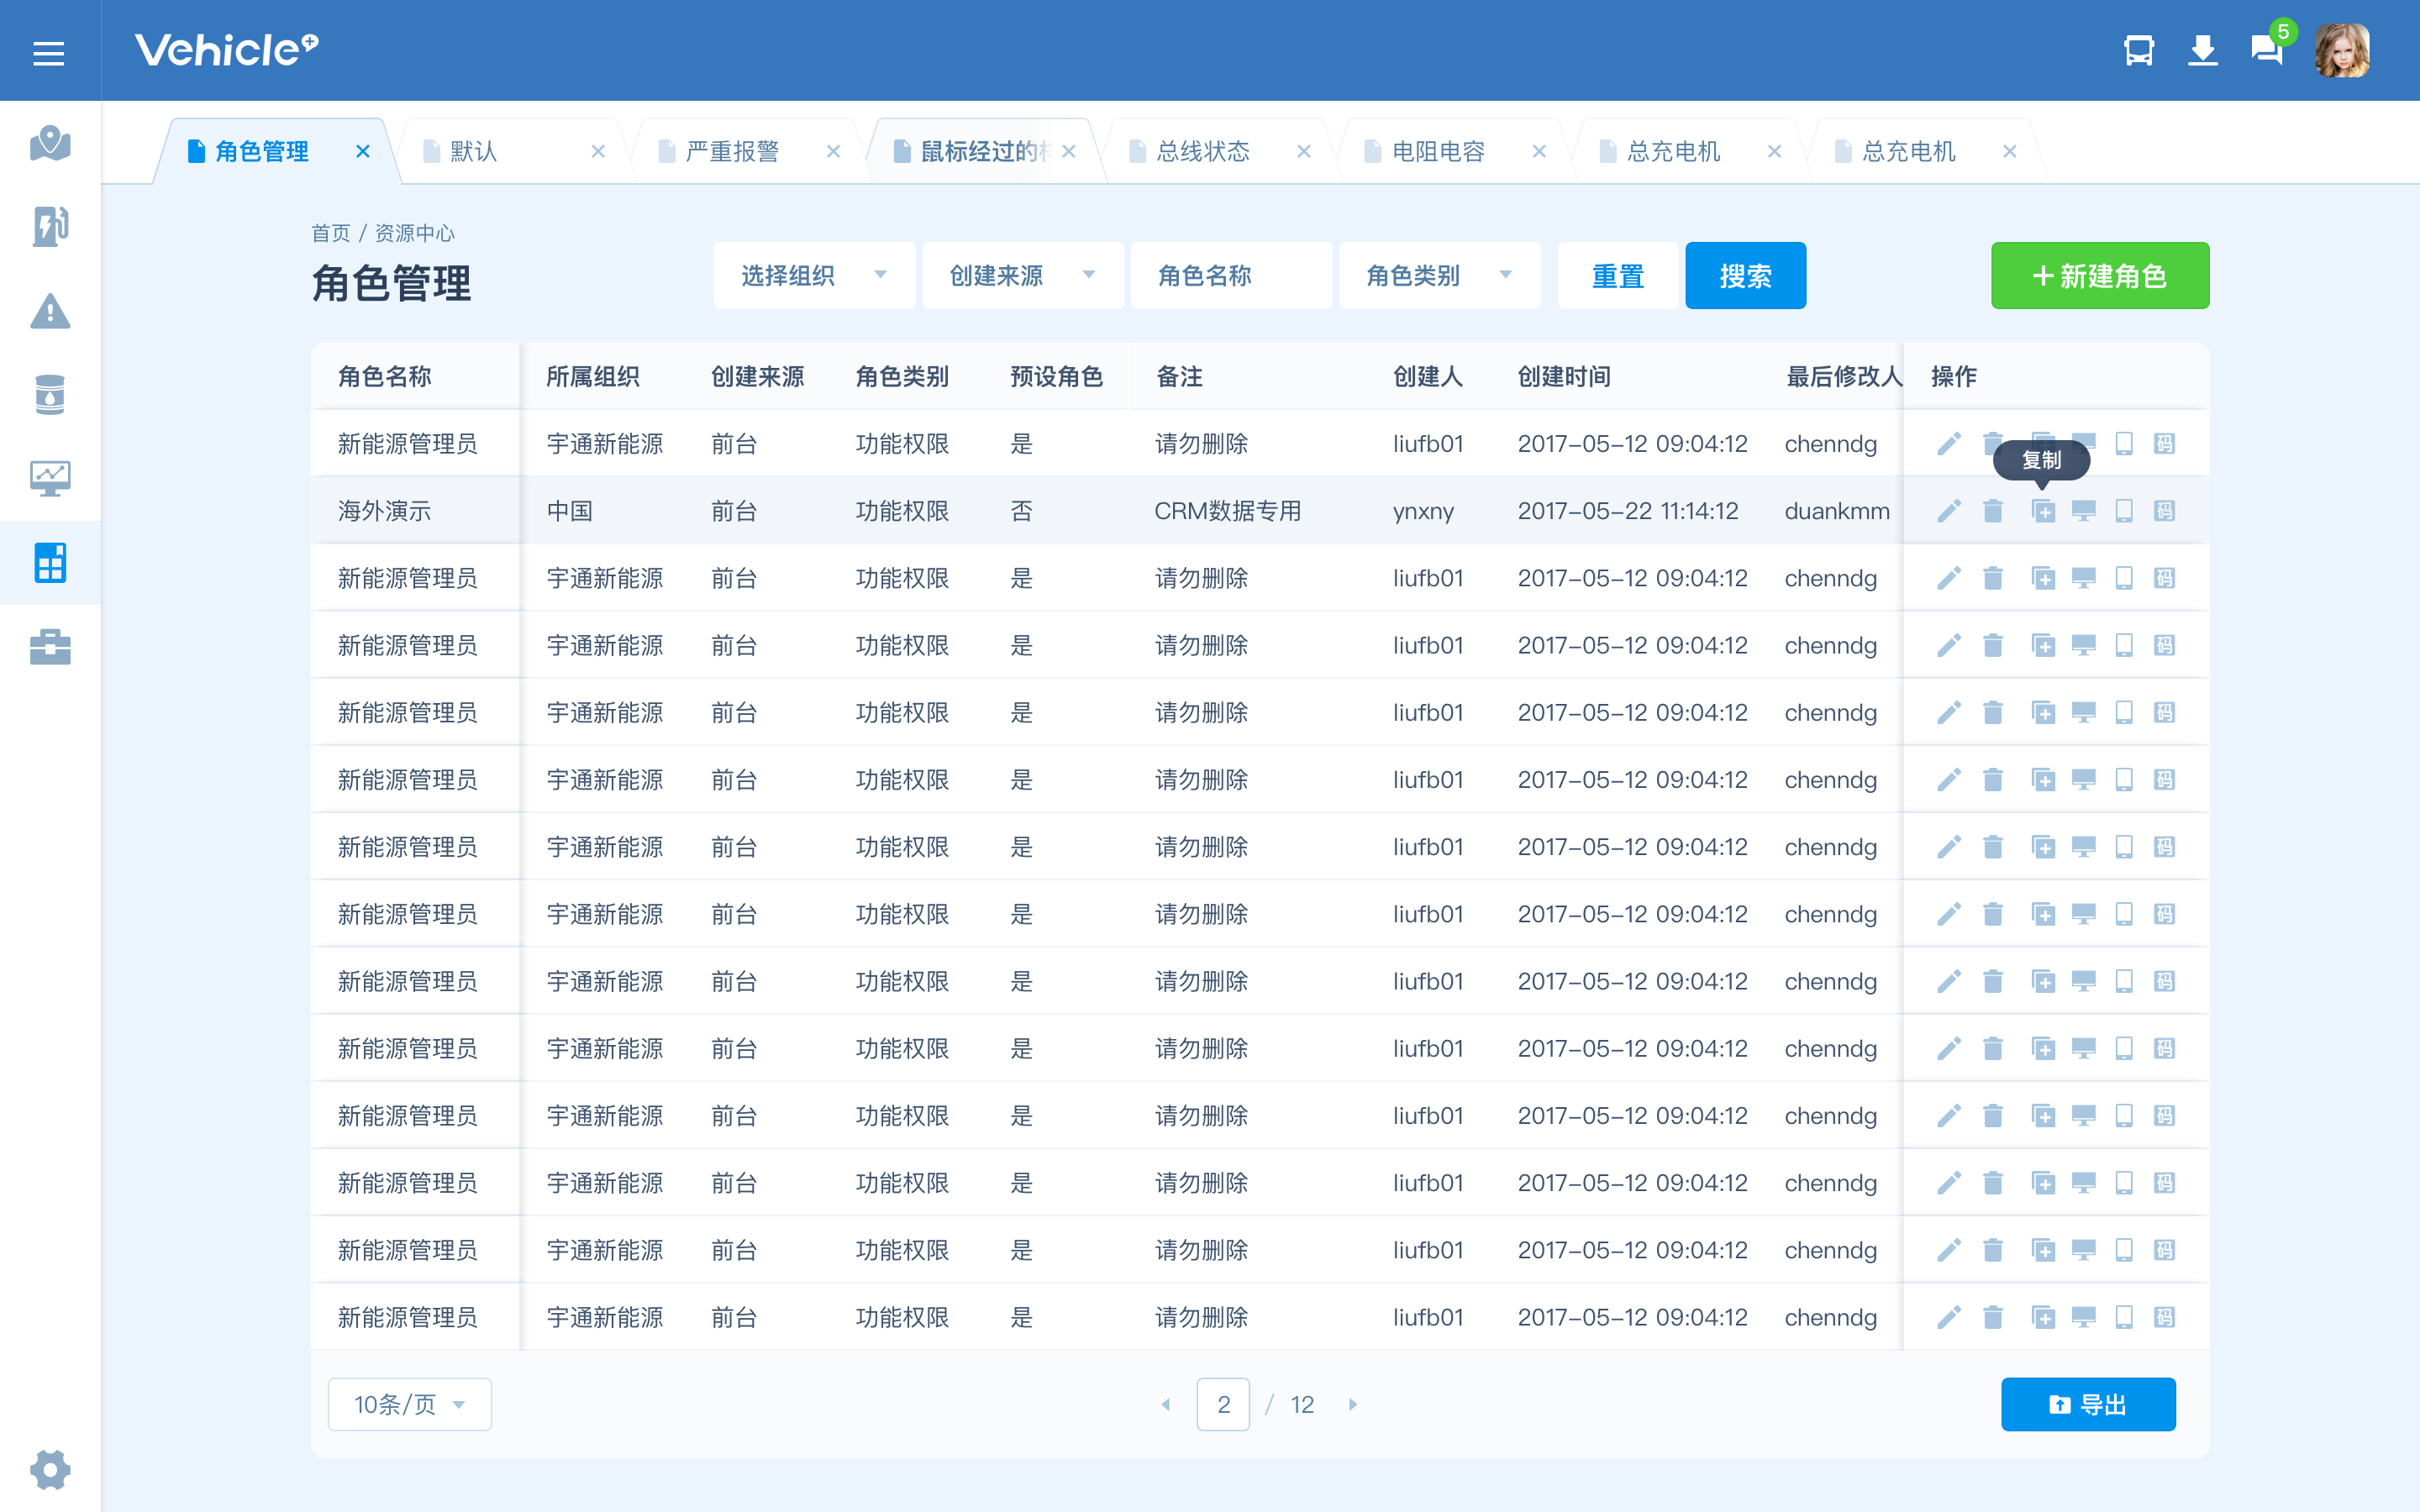 Vehicle+
5
角色管理
默认
严重报警
鼠标经过的
总线状态
电阻电容
总充电机
总充电机
首页 / 资源中心
角色管理
选择组织
创建来源
角色名称
角色类别
重置
搜索
+新建角色
角色名称 所属组织 创建来源 角色类别 预设角色 备注 创建人 创建时间 最后修改人 操作
新能源管理员 宇通新能源 前台 功能权限 是 请勿删除 liufb01 2017-05-12 09:04:12 chenndg 码
复制
海外演示 中国 前台 功能权限 否 CRM数据专用 ynxny 2017-05-22 11:14:12 duankmm 码
新能源管理员 宇通新能源 前台 功能权限 是 请勿删除 liufb01 2017-05-12 09:04:12 chenndg 码
新能源管理员 宇通新能源 前台 功能权限 是 请勿删除 liufb01 2017-05-12 09:04:12 chenndg 码
新能源管理员 宇通新能源 前台 功能权限 是 请勿删除 liufb01 2017-05-12 09:04:12 chenndg 码
新能源管理员 宇通新能源 前台 功能权限 是 请勿删除 liufb01 2017-05-12 09:04:12 chenndg 码
新能源管理员 宇通新能源 前台 功能权限 是 请勿删除 liufb01 2017-05-12 09:04:12 chenndg 码
新能源管理员 宇通新能源 前台 功能权限 是 请勿删除 liufb01 2017-05-12 09:04:12 chenndg 码
新能源管理员 宇通新能源 前台 功能权限 是 请勿删除 liufb01 2017-05-12 09:04:12 chenndg 码
新能源管理员 宇通新能源 前台 功能权限 是 请勿删除 liufb01 2017-05-12 09:04:12 chenndg 码
新能源管理员 宇通新能源 前台 功能权限 是 请勿删除 liufb01 2017-05-12 09:04:12 chenndg 码
新能源管理员 宇通新能源 前台 功能权限 是 请勿删除 liufb01 2017-05-12 09:04:12 chenndg 码
新能源管理员 宇通新能源 前台 功能权限 是 请勿删除 liufb01 2017-05-12 09:04:12 chenndg 码
新能源管理员 宇通新能源 前台 功能权限 是 请勿删除 liufb01 2017-05-12 09:04:12 chenndg 码
10条/页
2 / 12
导出